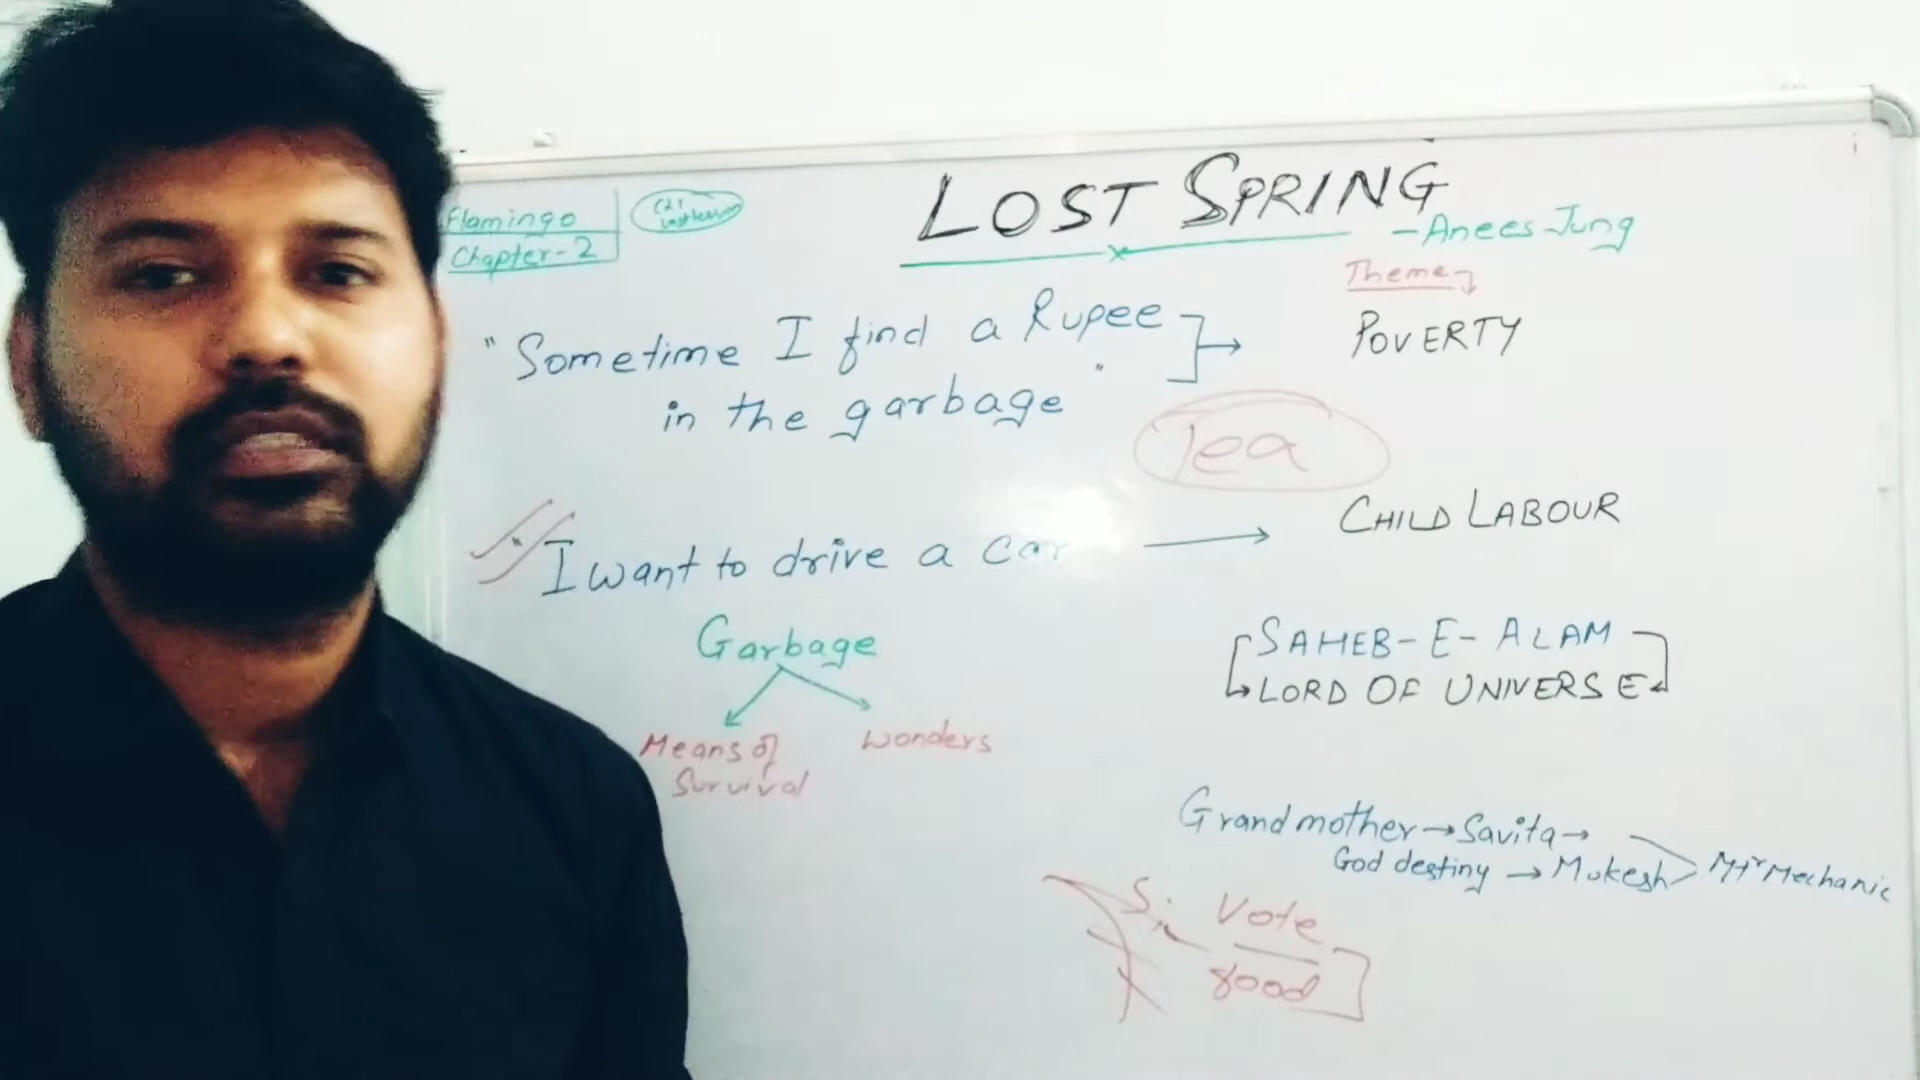 Flamingo
Chapter-2
LOST SPRING
-Anees Jung
Theme
"Sometime I find a Rupee
in the garbage"
POVERTY
Tea
I want to drive a car
CHILD LABOUR
Garbage
Means of
Survival
Wonders
SAHEB-E-ALAM
LORD OF UNIVERSE
Grandmother → Savita →
God destiny → Mukesh
Mechanic
Vote
food